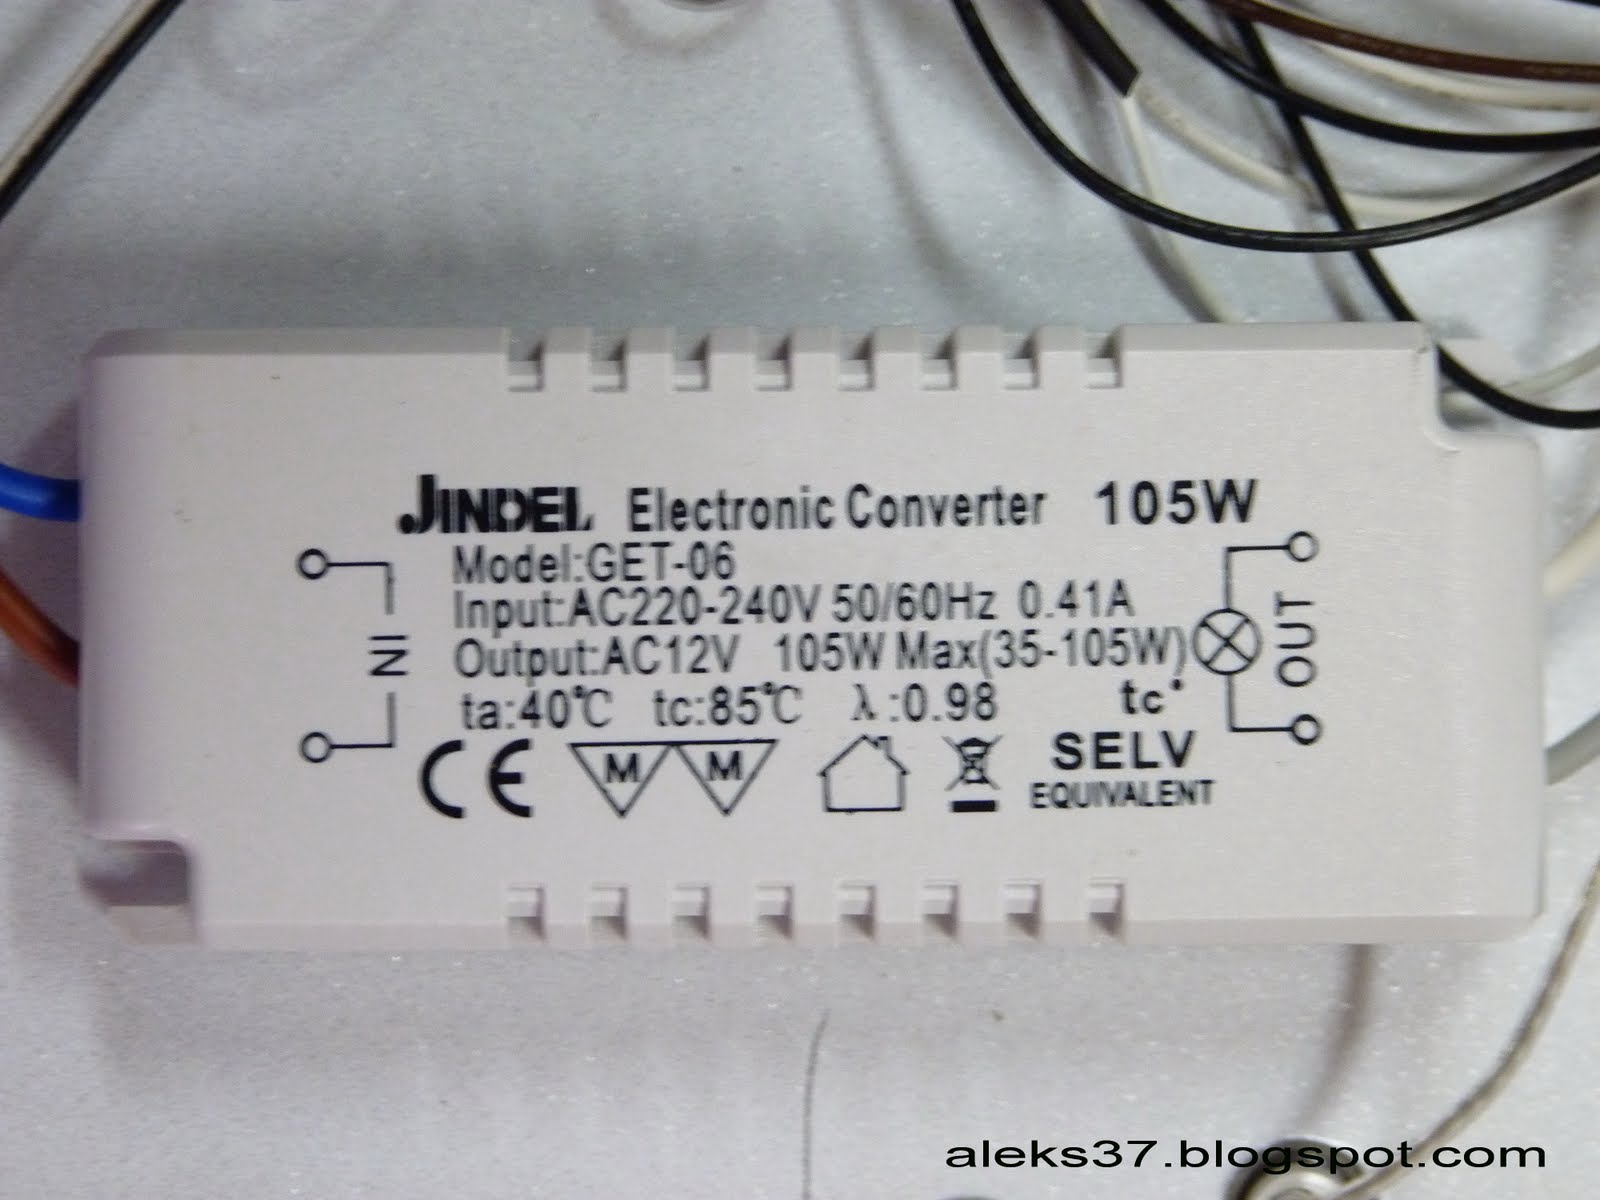 JINDEL Electronic Converter 105W
Model:GET-06
Input:AC220-240V 50/60Hz 0.41A
Output:AC12V 105W Max(35-105W)
ta:40℃ tc:85℃ λ:0.98 tc•
IN
OUT
CE M M SELV
EQUIVALENT
aleks37.blogspot.com